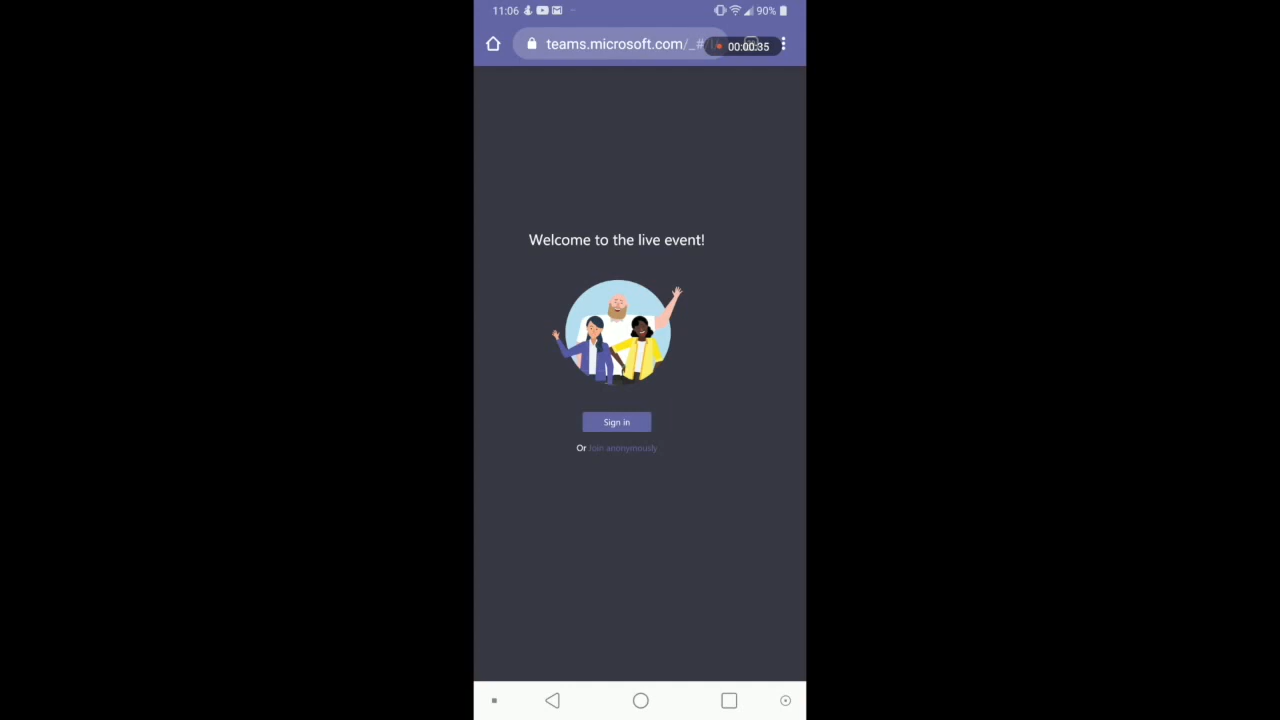 11:06 90%
teams.microsoft.com/_#
00:00:35
Welcome to the live event!
Sign in
Or Join anonymously